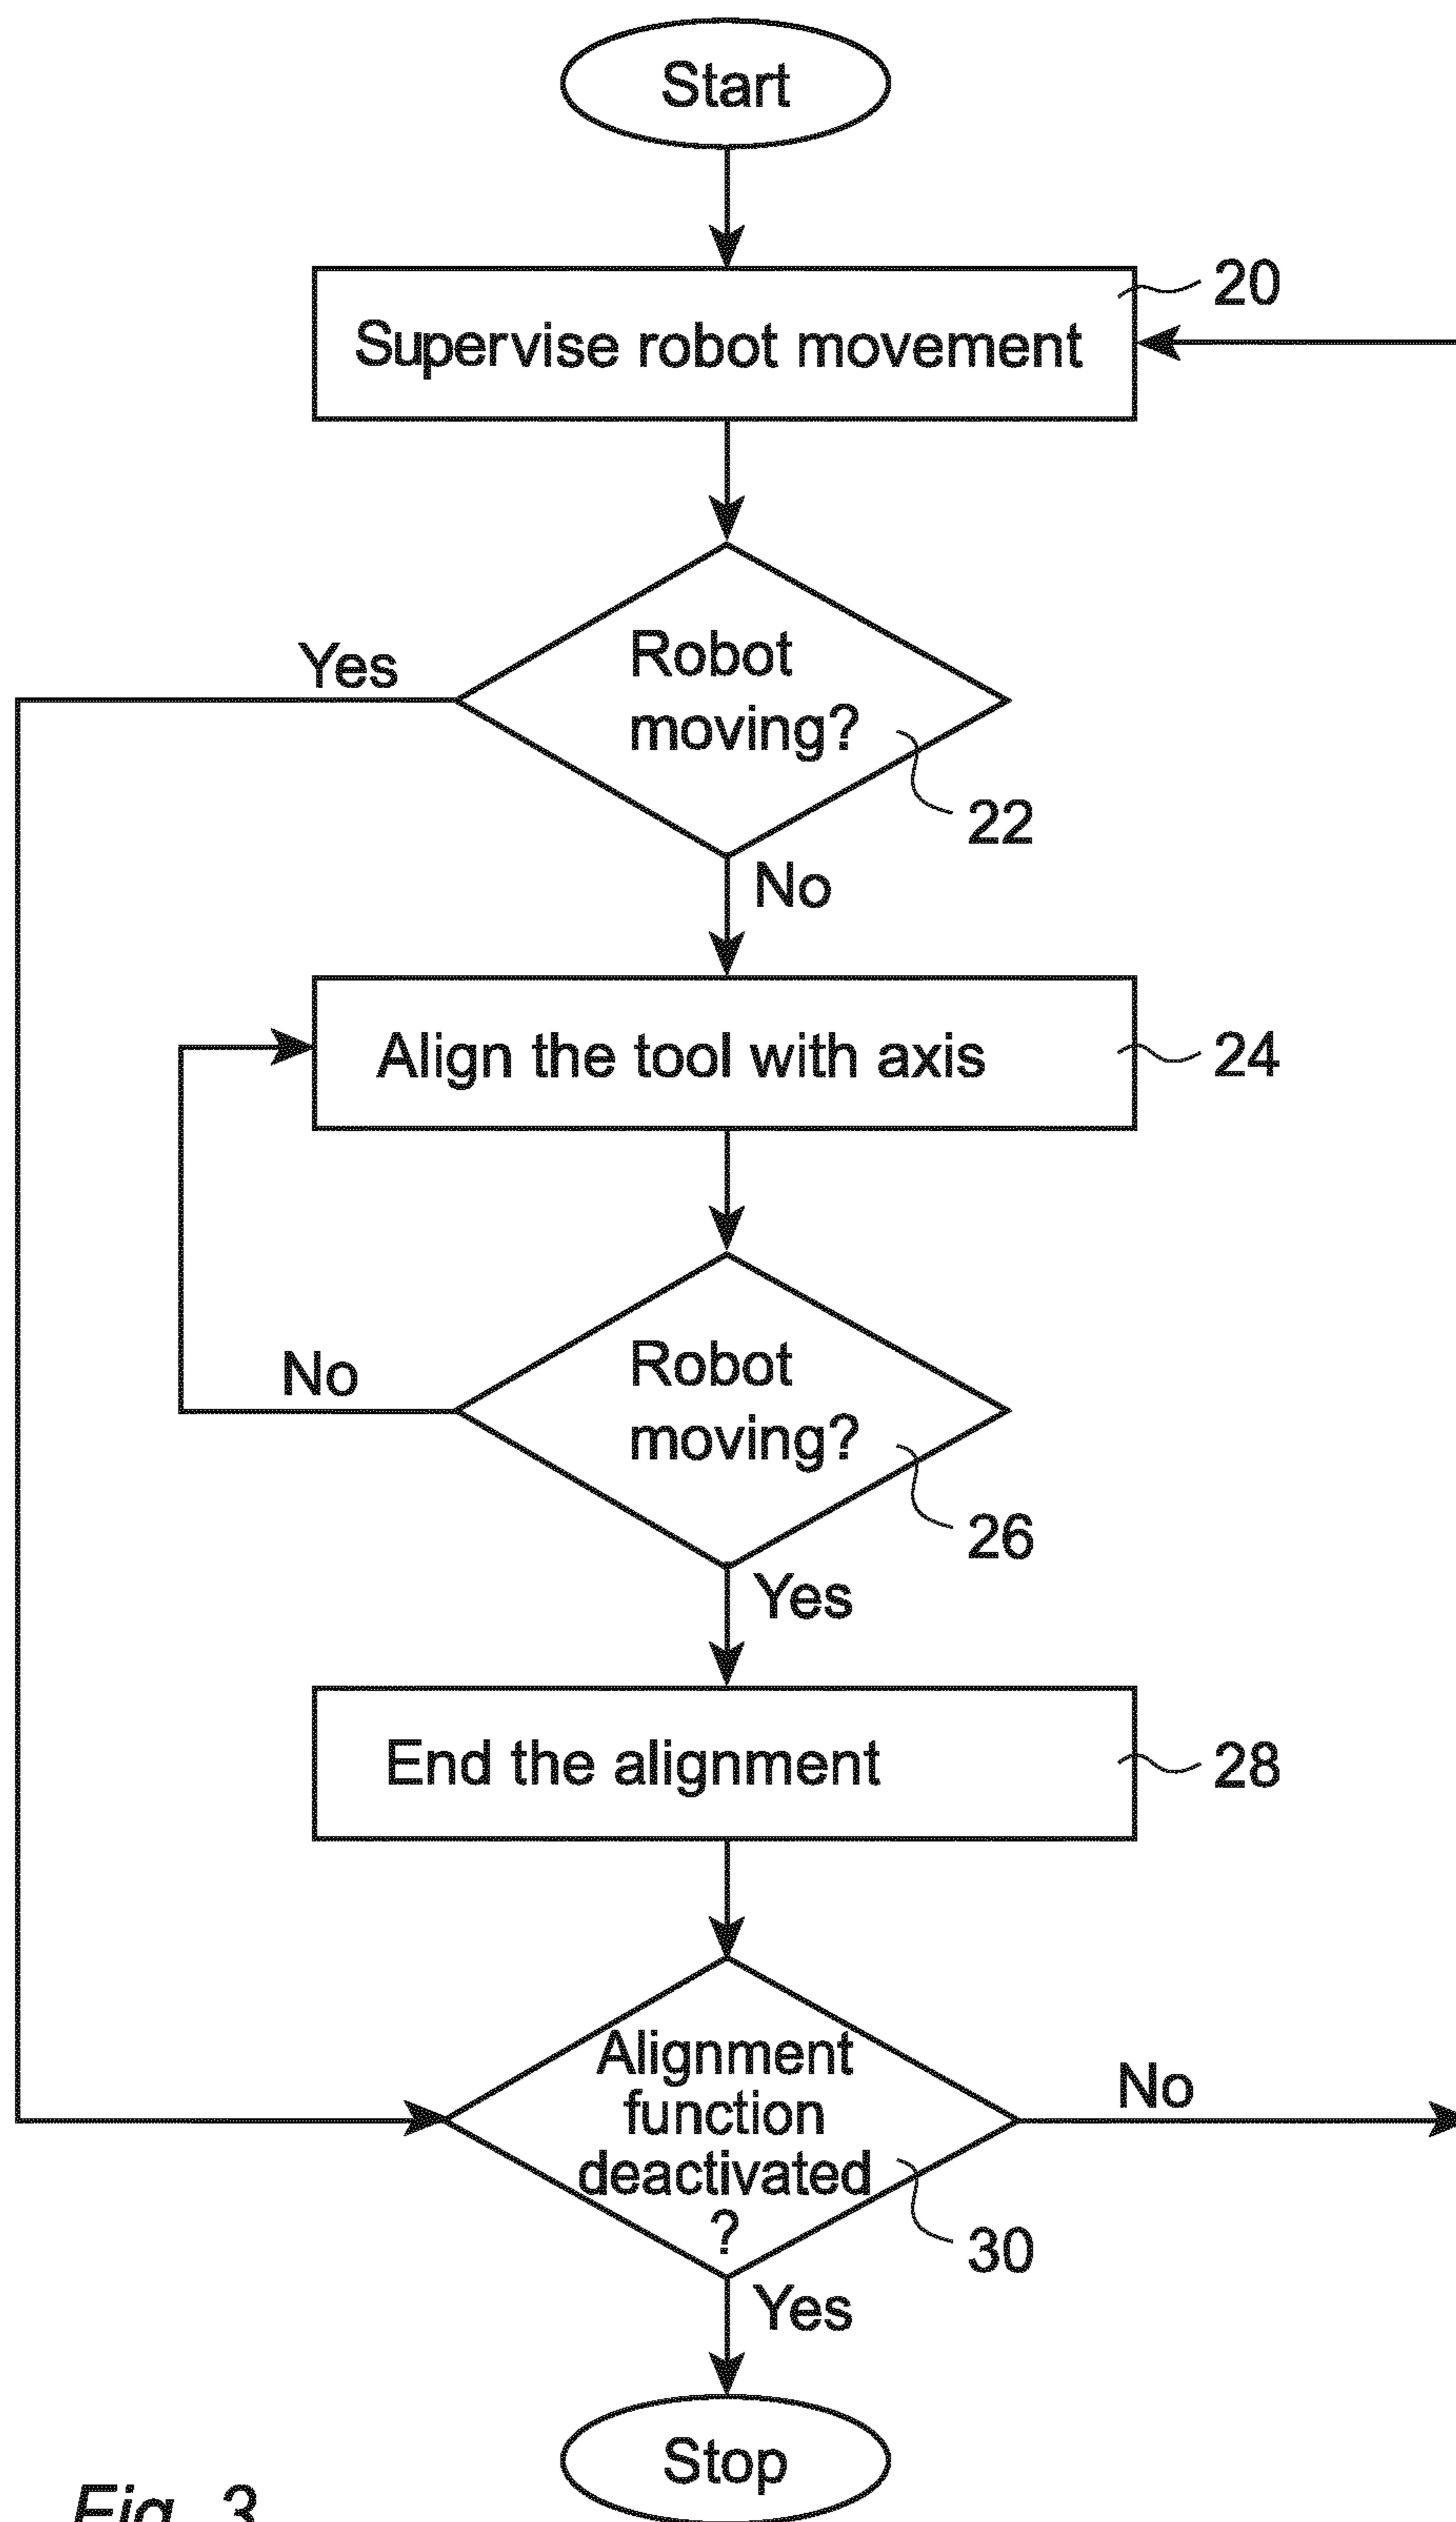 Start
Supervise robot movement
20
Yes
Robot
moving?
22
No
Align the tool with axis
24
Robot
moving?
No
26
Yes
End the alignment
28
Alignment
function
deactivated
?
No
30
Yes
Stop
Fig. 3